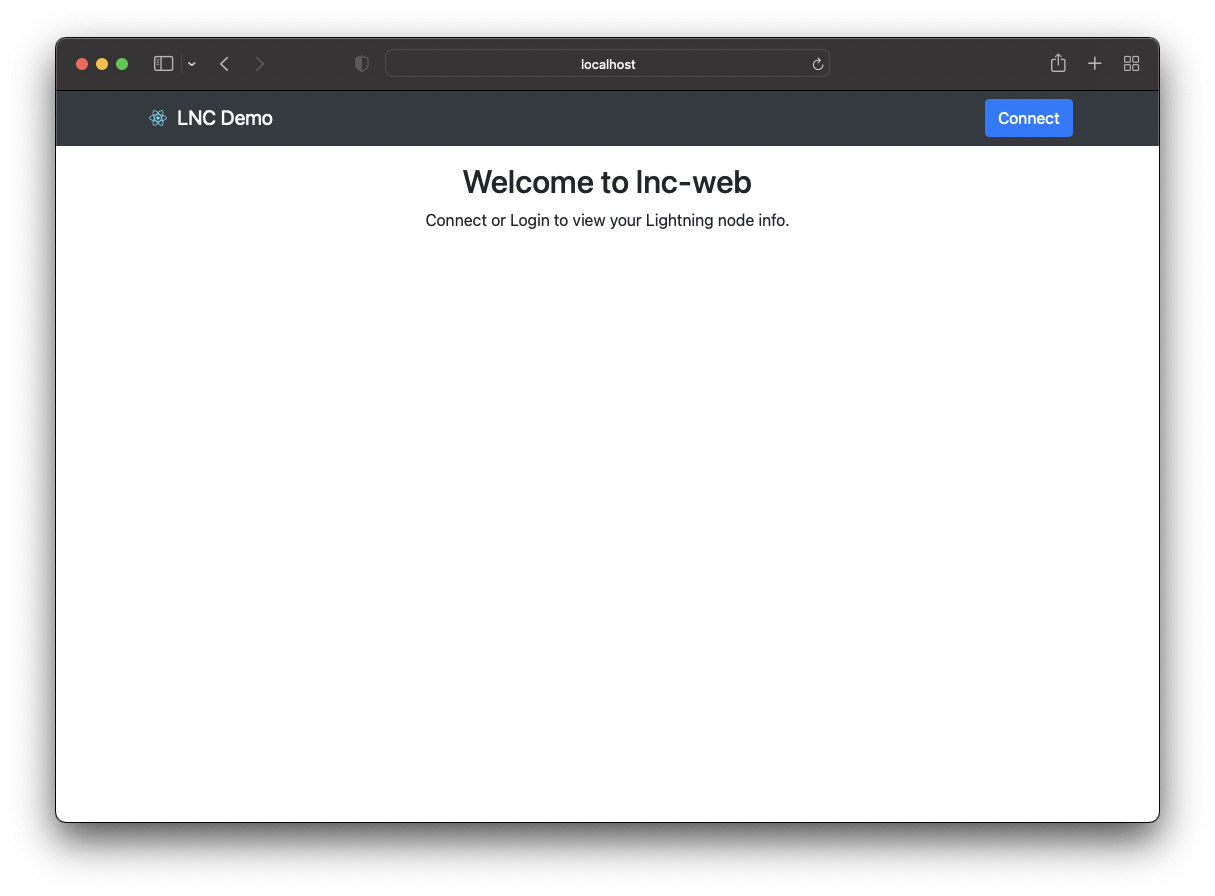 localhost
LNC Demo
Connect
Welcome to lnc-web
Connect or Login to view your Lightning node info.